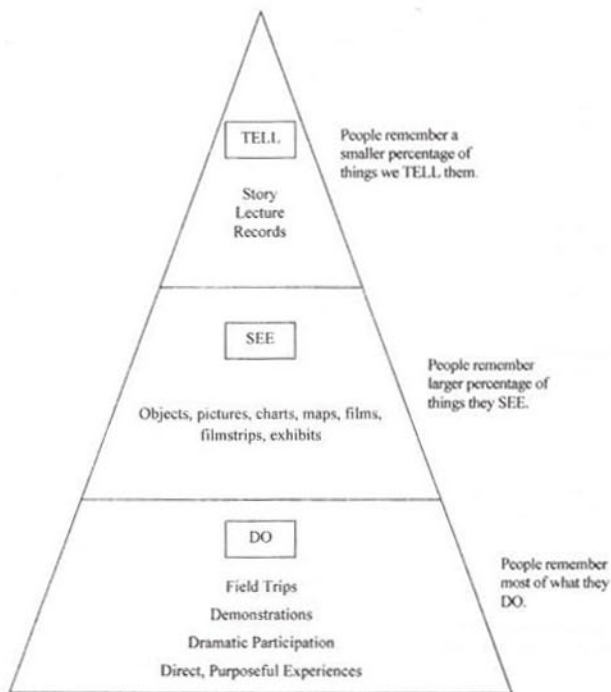 TELL
People remember a
smaller percentage of
things we TELL them.
Story
Lecture
Records
SEE
People remember
larger percentage of
things they SEE.
Objects, pictures, charts, maps, films,
filmstrips, exhibits
DO
People remember
most of what they
DO.
Field Trips
Demonstrations
Dramatic Participation
Direct, Purposeful Experiences